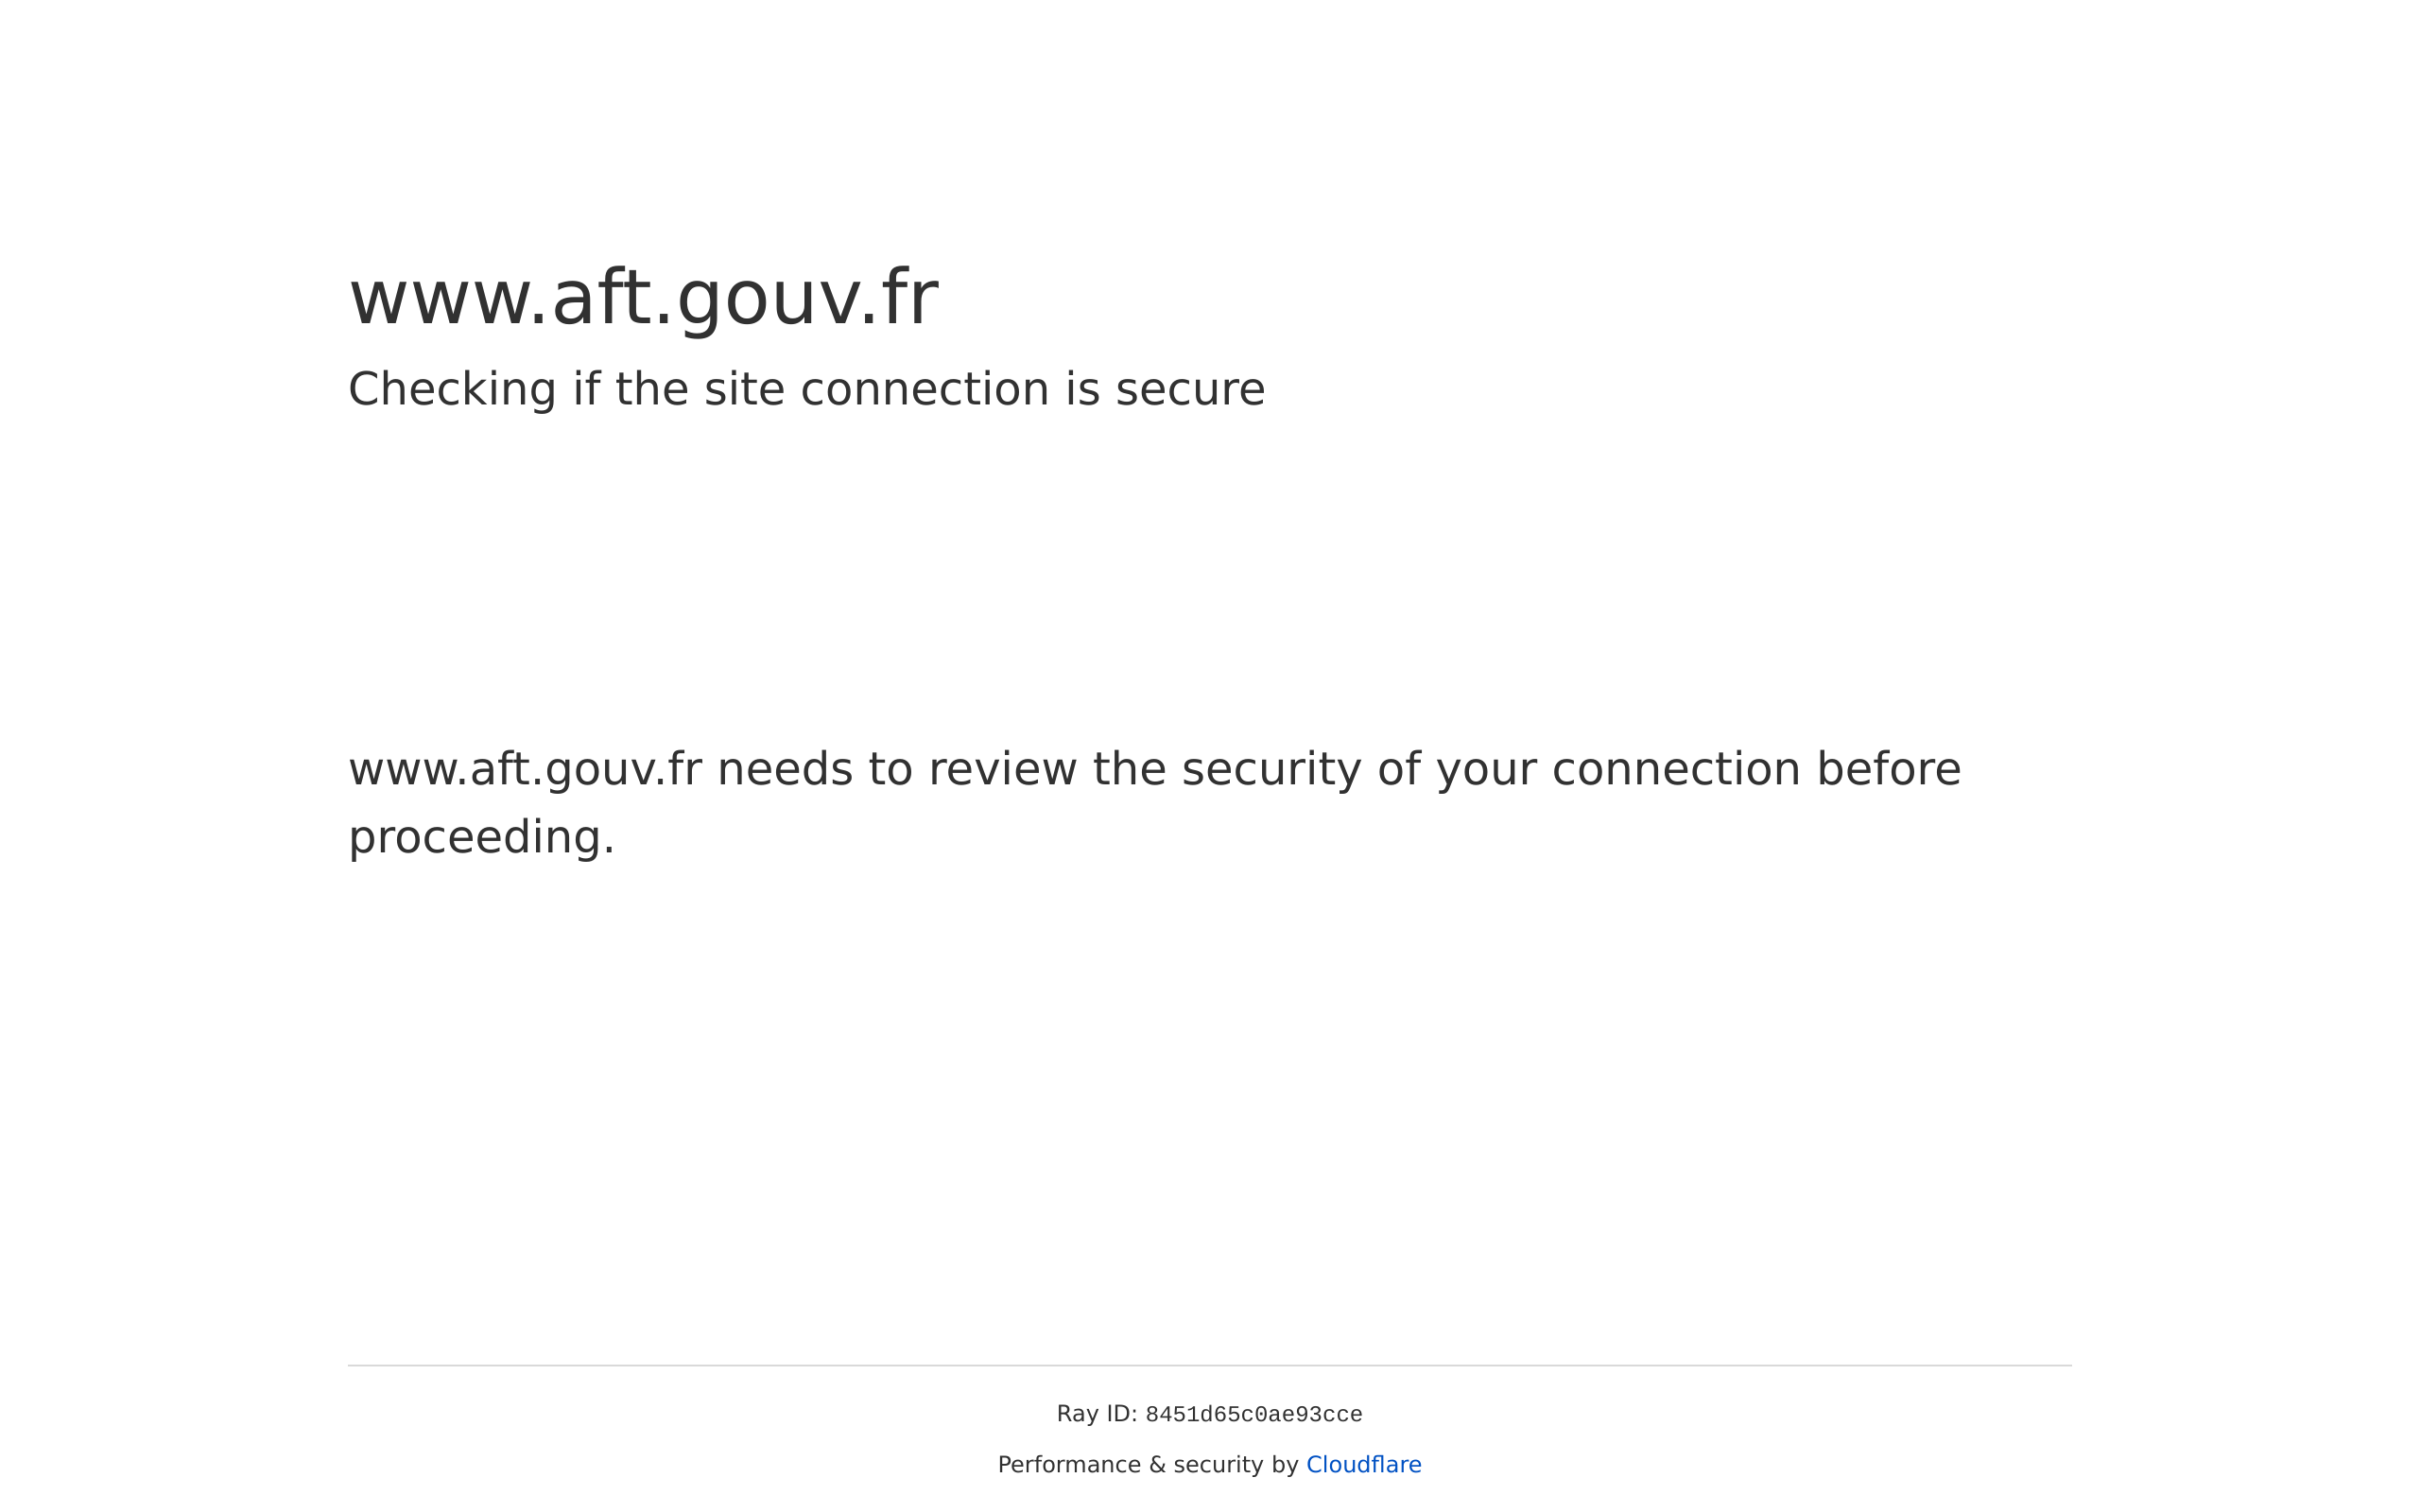 www.aft.gouv.fr
Checking if the site connection is secure
www.aft.gouv.fr needs to review the security of your connection before
proceeding.
Ray ID: 8451d65c0ae93cce
Performance & security by Cloudflare